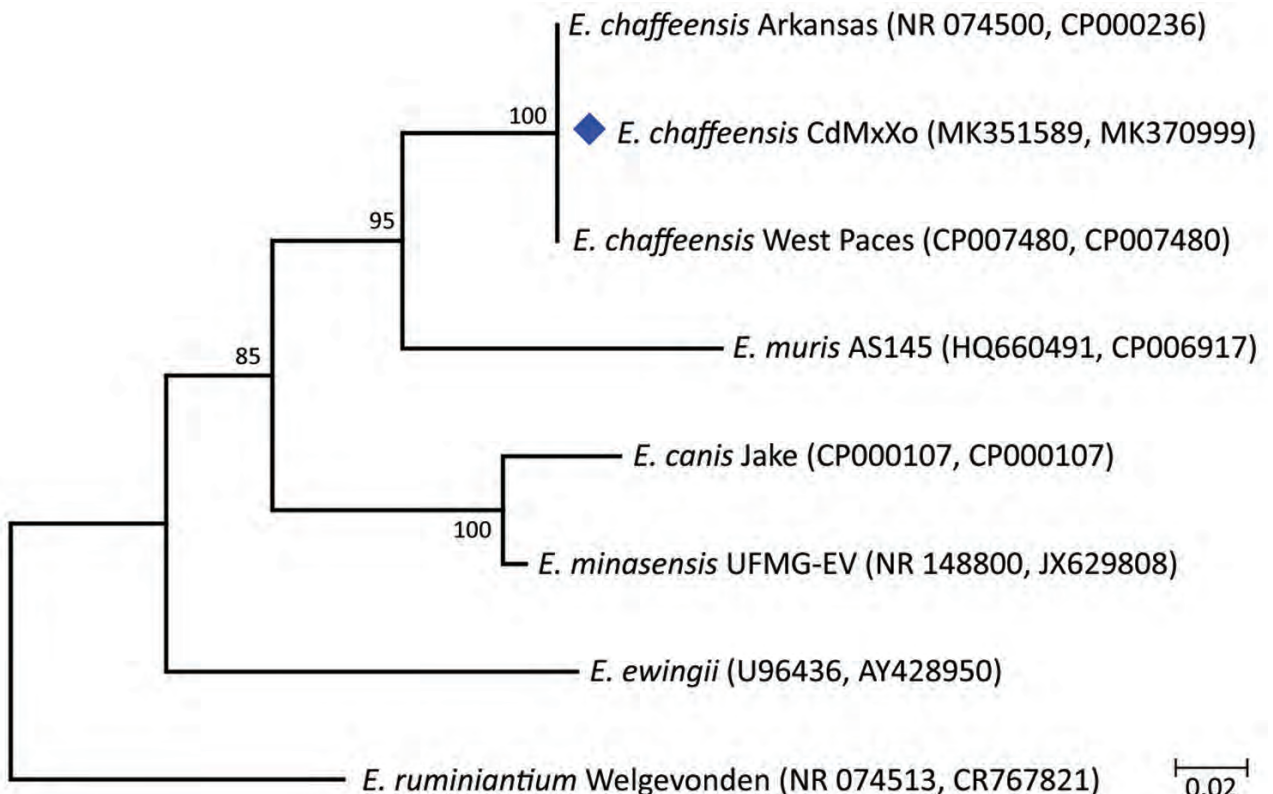 E. chaffeensis Arkansas (NR 074500, CP000236)
100
E. chaffeensis CdMxXo (MK351589, MK370999)
95
E. chaffeensis West Paces (CP007480, CP007480)
E. muris AS145 (HQ660491, CP006917)
85
E. canis Jake (CP000107, CP000107)
100
E. minasensis UFMG-EV (NR 148800, JX629808)
E. ewingii (U96436, AY428950)
E. ruminiantium Welgevonden (NR 074513, CR767821)
0.02